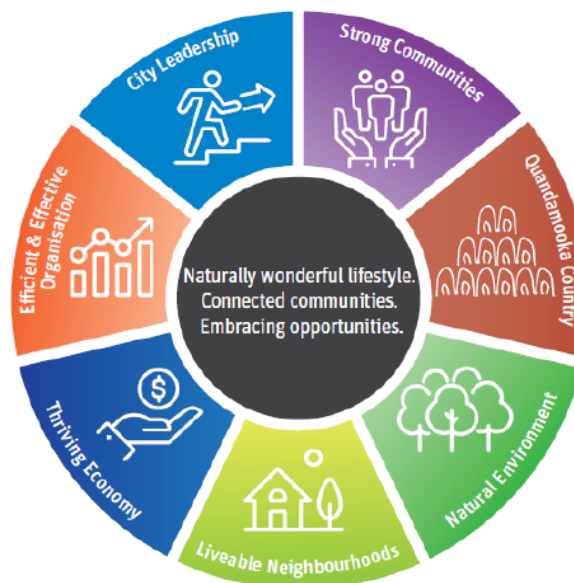 City Leadership
Strong Communities
Quandamooka Country
Natural Environment
Liveable Neighbourhoods
Thriving Economy
Efficient & Effective
Organisation
$
Naturally wonderful lifestyle.
Connected communities.
Embracing opportunities.